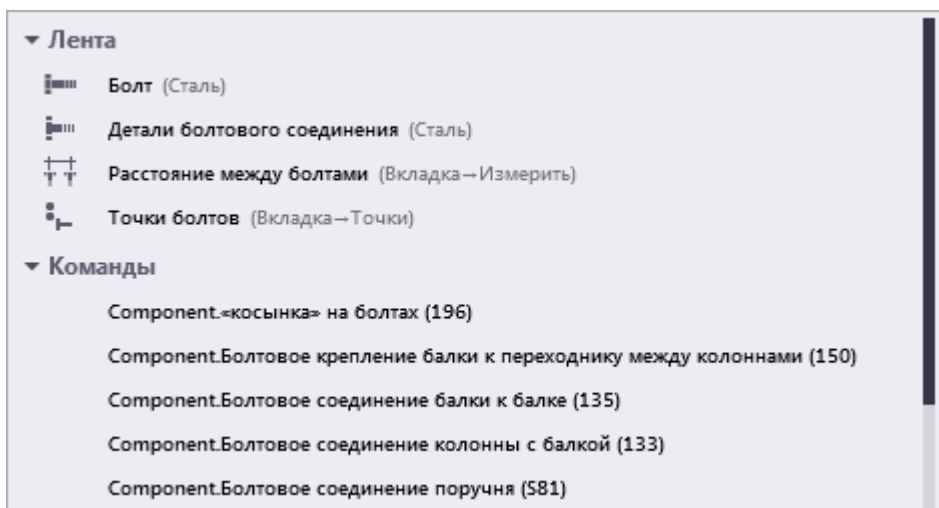 Лента
Болт (Сталь)
Детали болтового соединения (Сталь)
Расстояние между болтами (Вкладка→Измерить)
Точки болтов (Вкладка→Точки)
Команды
Component.«косынка» на болтах (196)
Component.Болтовое крепление балки к переходнику между колоннами (150)
Component.Болтовое соединение балки к балке (135)
Component.Болтовое соединение колонны с балкой (133)
Component.Болтовое соединение поручня (S81)